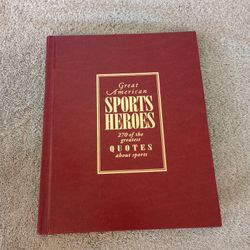 Great
American
SPORTS
HEROES
270 of the
greatest
QUOTES
about sports